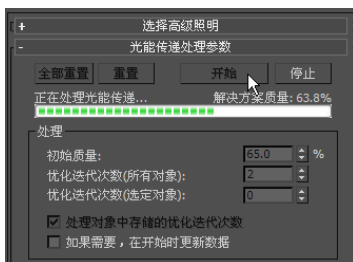 + 选择高级照明
- 光能传递处理参数
全部重置 重置 开始 停止
正在处理光能传递... 解决方案质量: 63.8%
处理
初始质量: 65.0 %
优化迭代次数(所有对象): 2
优化迭代次数(选定对象): 0
处理对象中存储的优化迭代次数
如果需要，在开始时更新数据